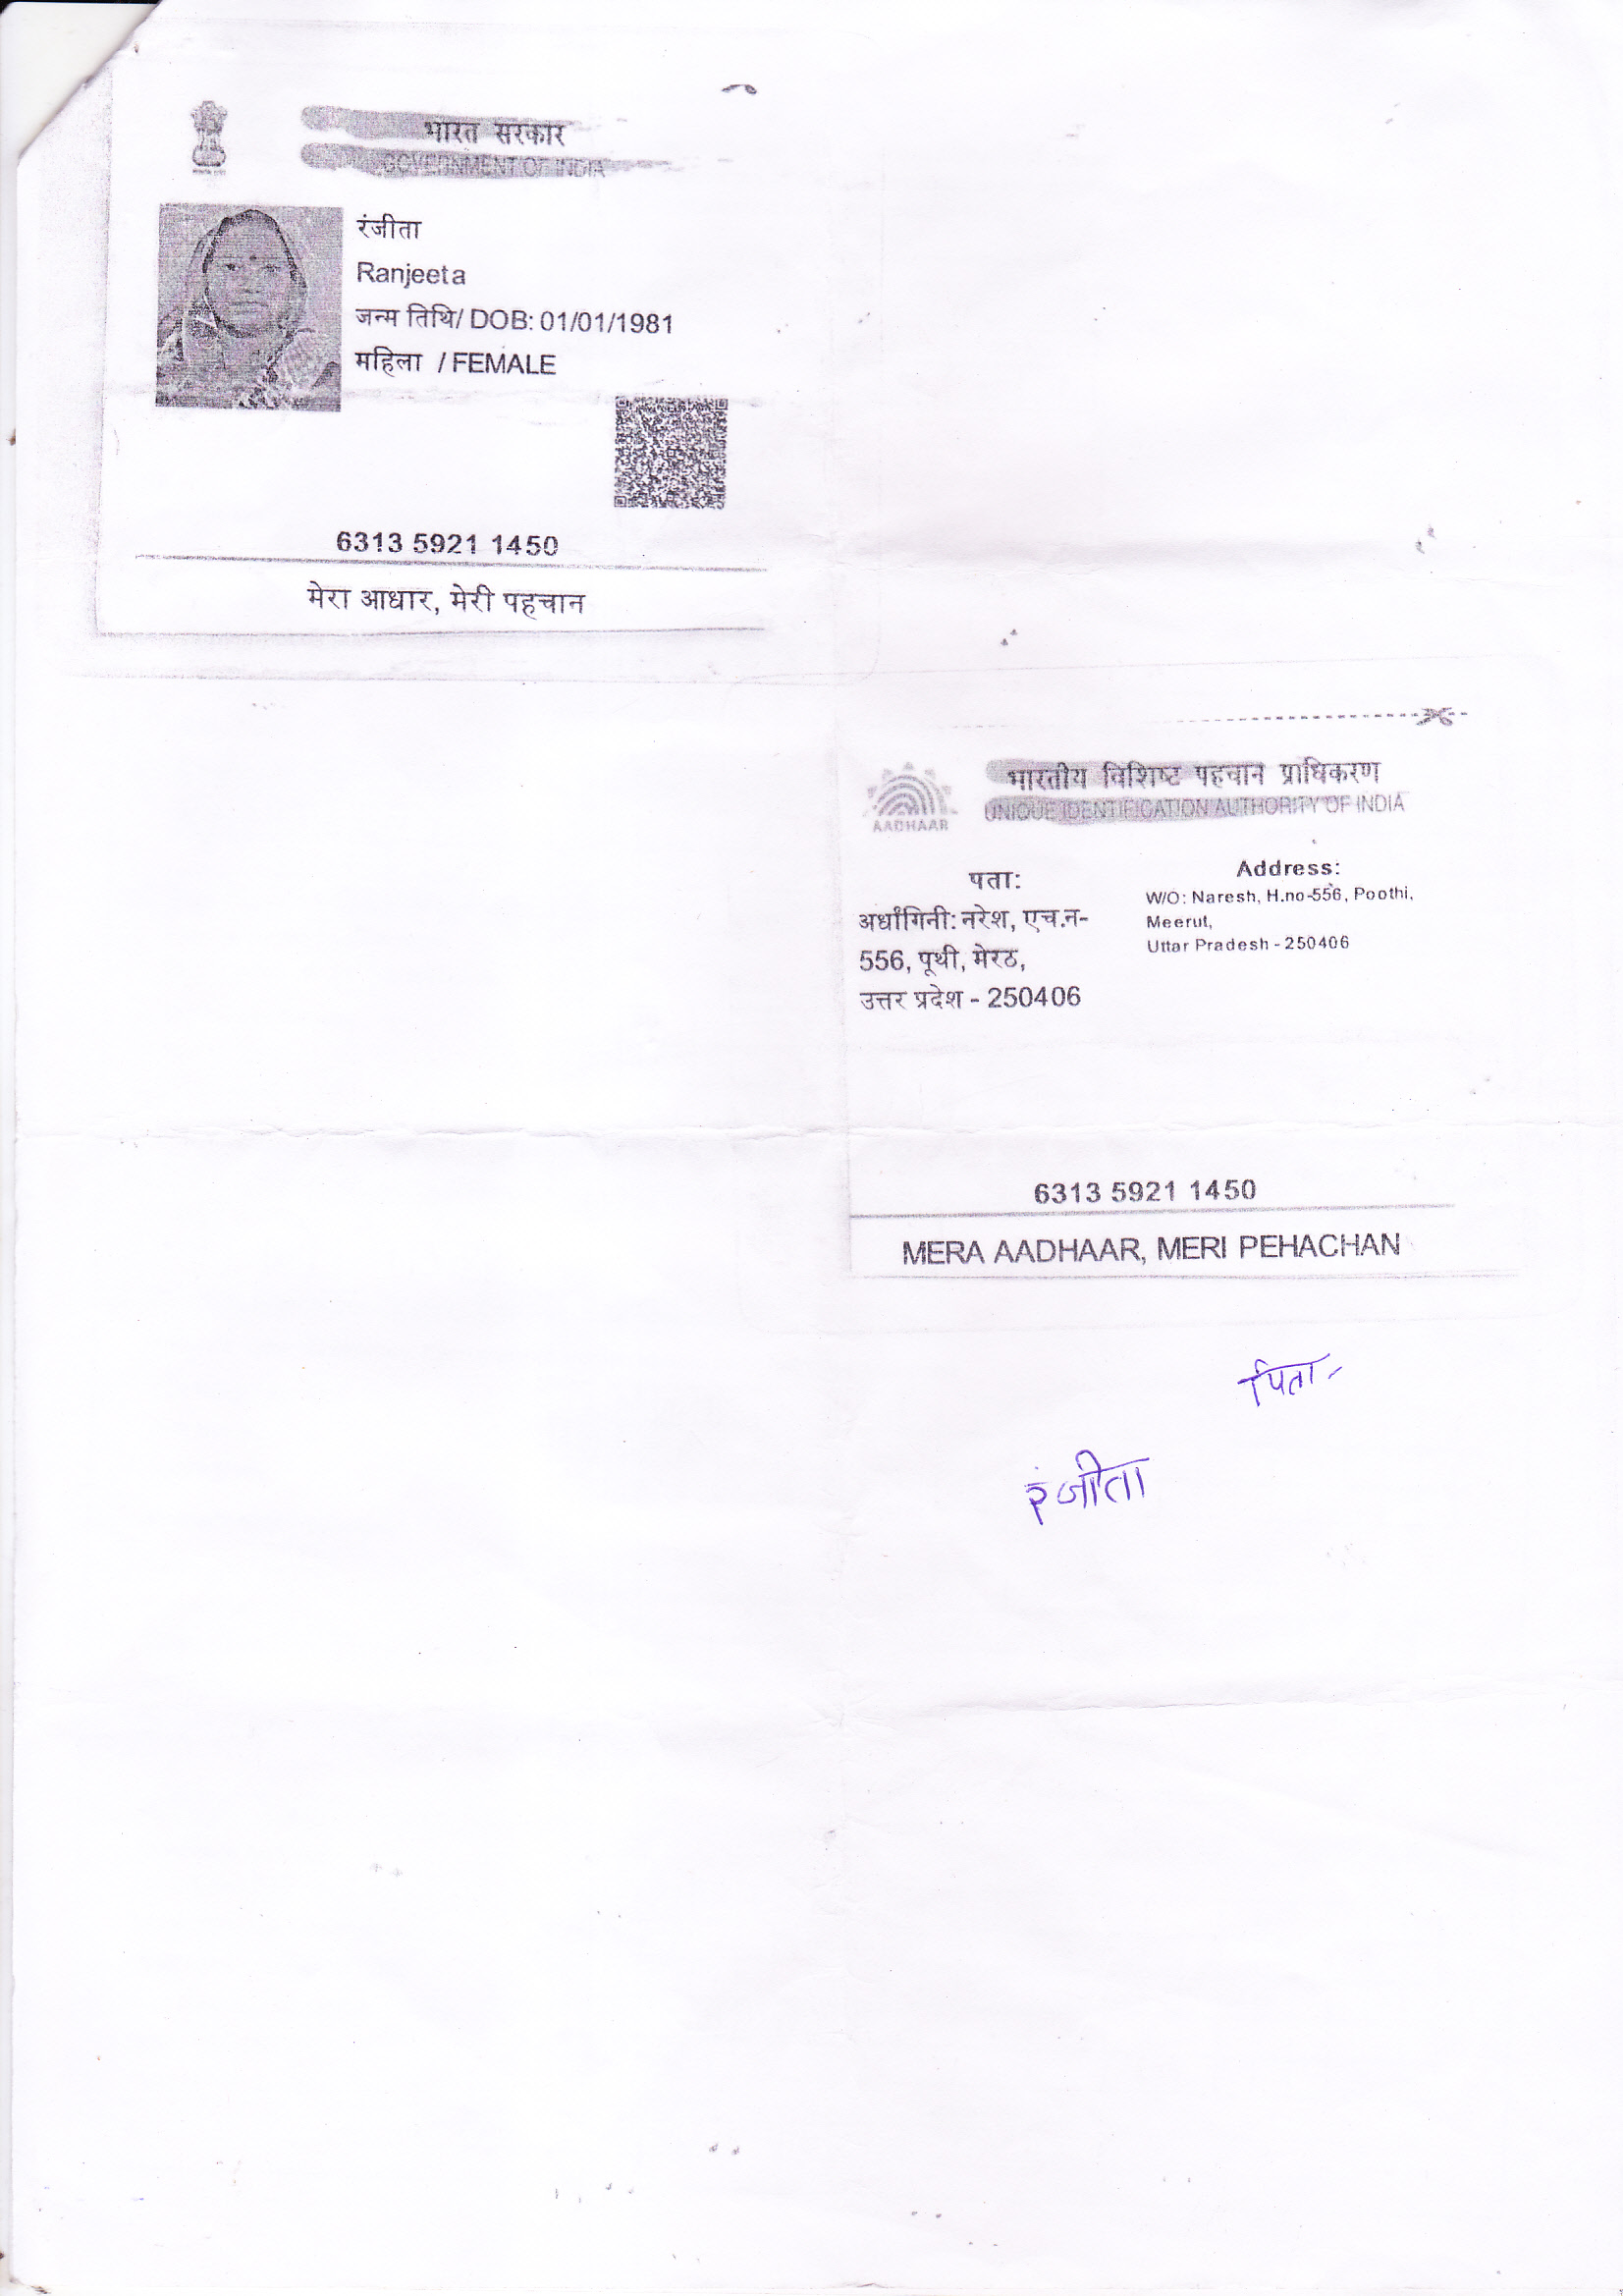 भारत सरकार
GOVERNMENT OF INDIA
रंजीता
Ranjeeta
जन्म तिथि/ DOB: 01/01/1981
महिला / FEMALE
6313 5921 1450
मेरा आधार, मेरी पहचान
भारतीय विशिष्ट पहचान प्राधिकरण
UNIQUE IDENTIFICATION AUTHORITY OF INDIA
AADHAAR
पता:
अर्धांगिनी: नरेश, एच.न-
556, पूथी, मेरठ,
उत्तर प्रदेश - 250406
Address:
W/O: Naresh, H.no-556, Poothi,
Meerut,
Uttar Pradesh - 250406
6313 5921 1450
MERA AADHAAR, MERI PEHACHAN
पिता-
रंजीता